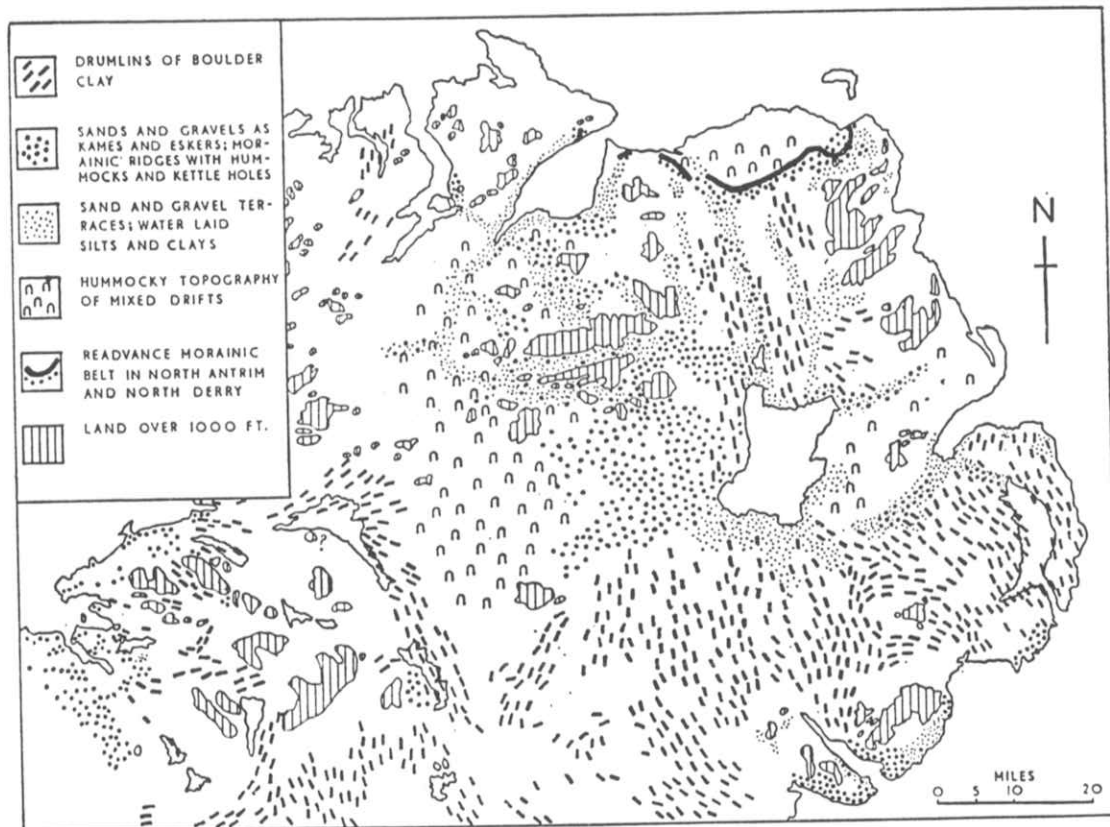 DRUMLINS OF BOULDER
CLAY
SANDS AND GRAVELS AS
KAMES AND ESKERS; MOR-
AINIC RIDGES WITH HUM-
MOCKS AND KETTLE HOLES
SAND AND GRAVEL TER-
RACES; WATER LAID
SILTS AND CLAYS
HUMMOCKY TOPOGRAPHY
OF MIXED DRIFTS
READVANCE MORAINIC
BELT IN NORTH ANTRIM
AND NORTH DERRY
LAND OVER 1000 FT.
N
?
MILES
0 5 10 20